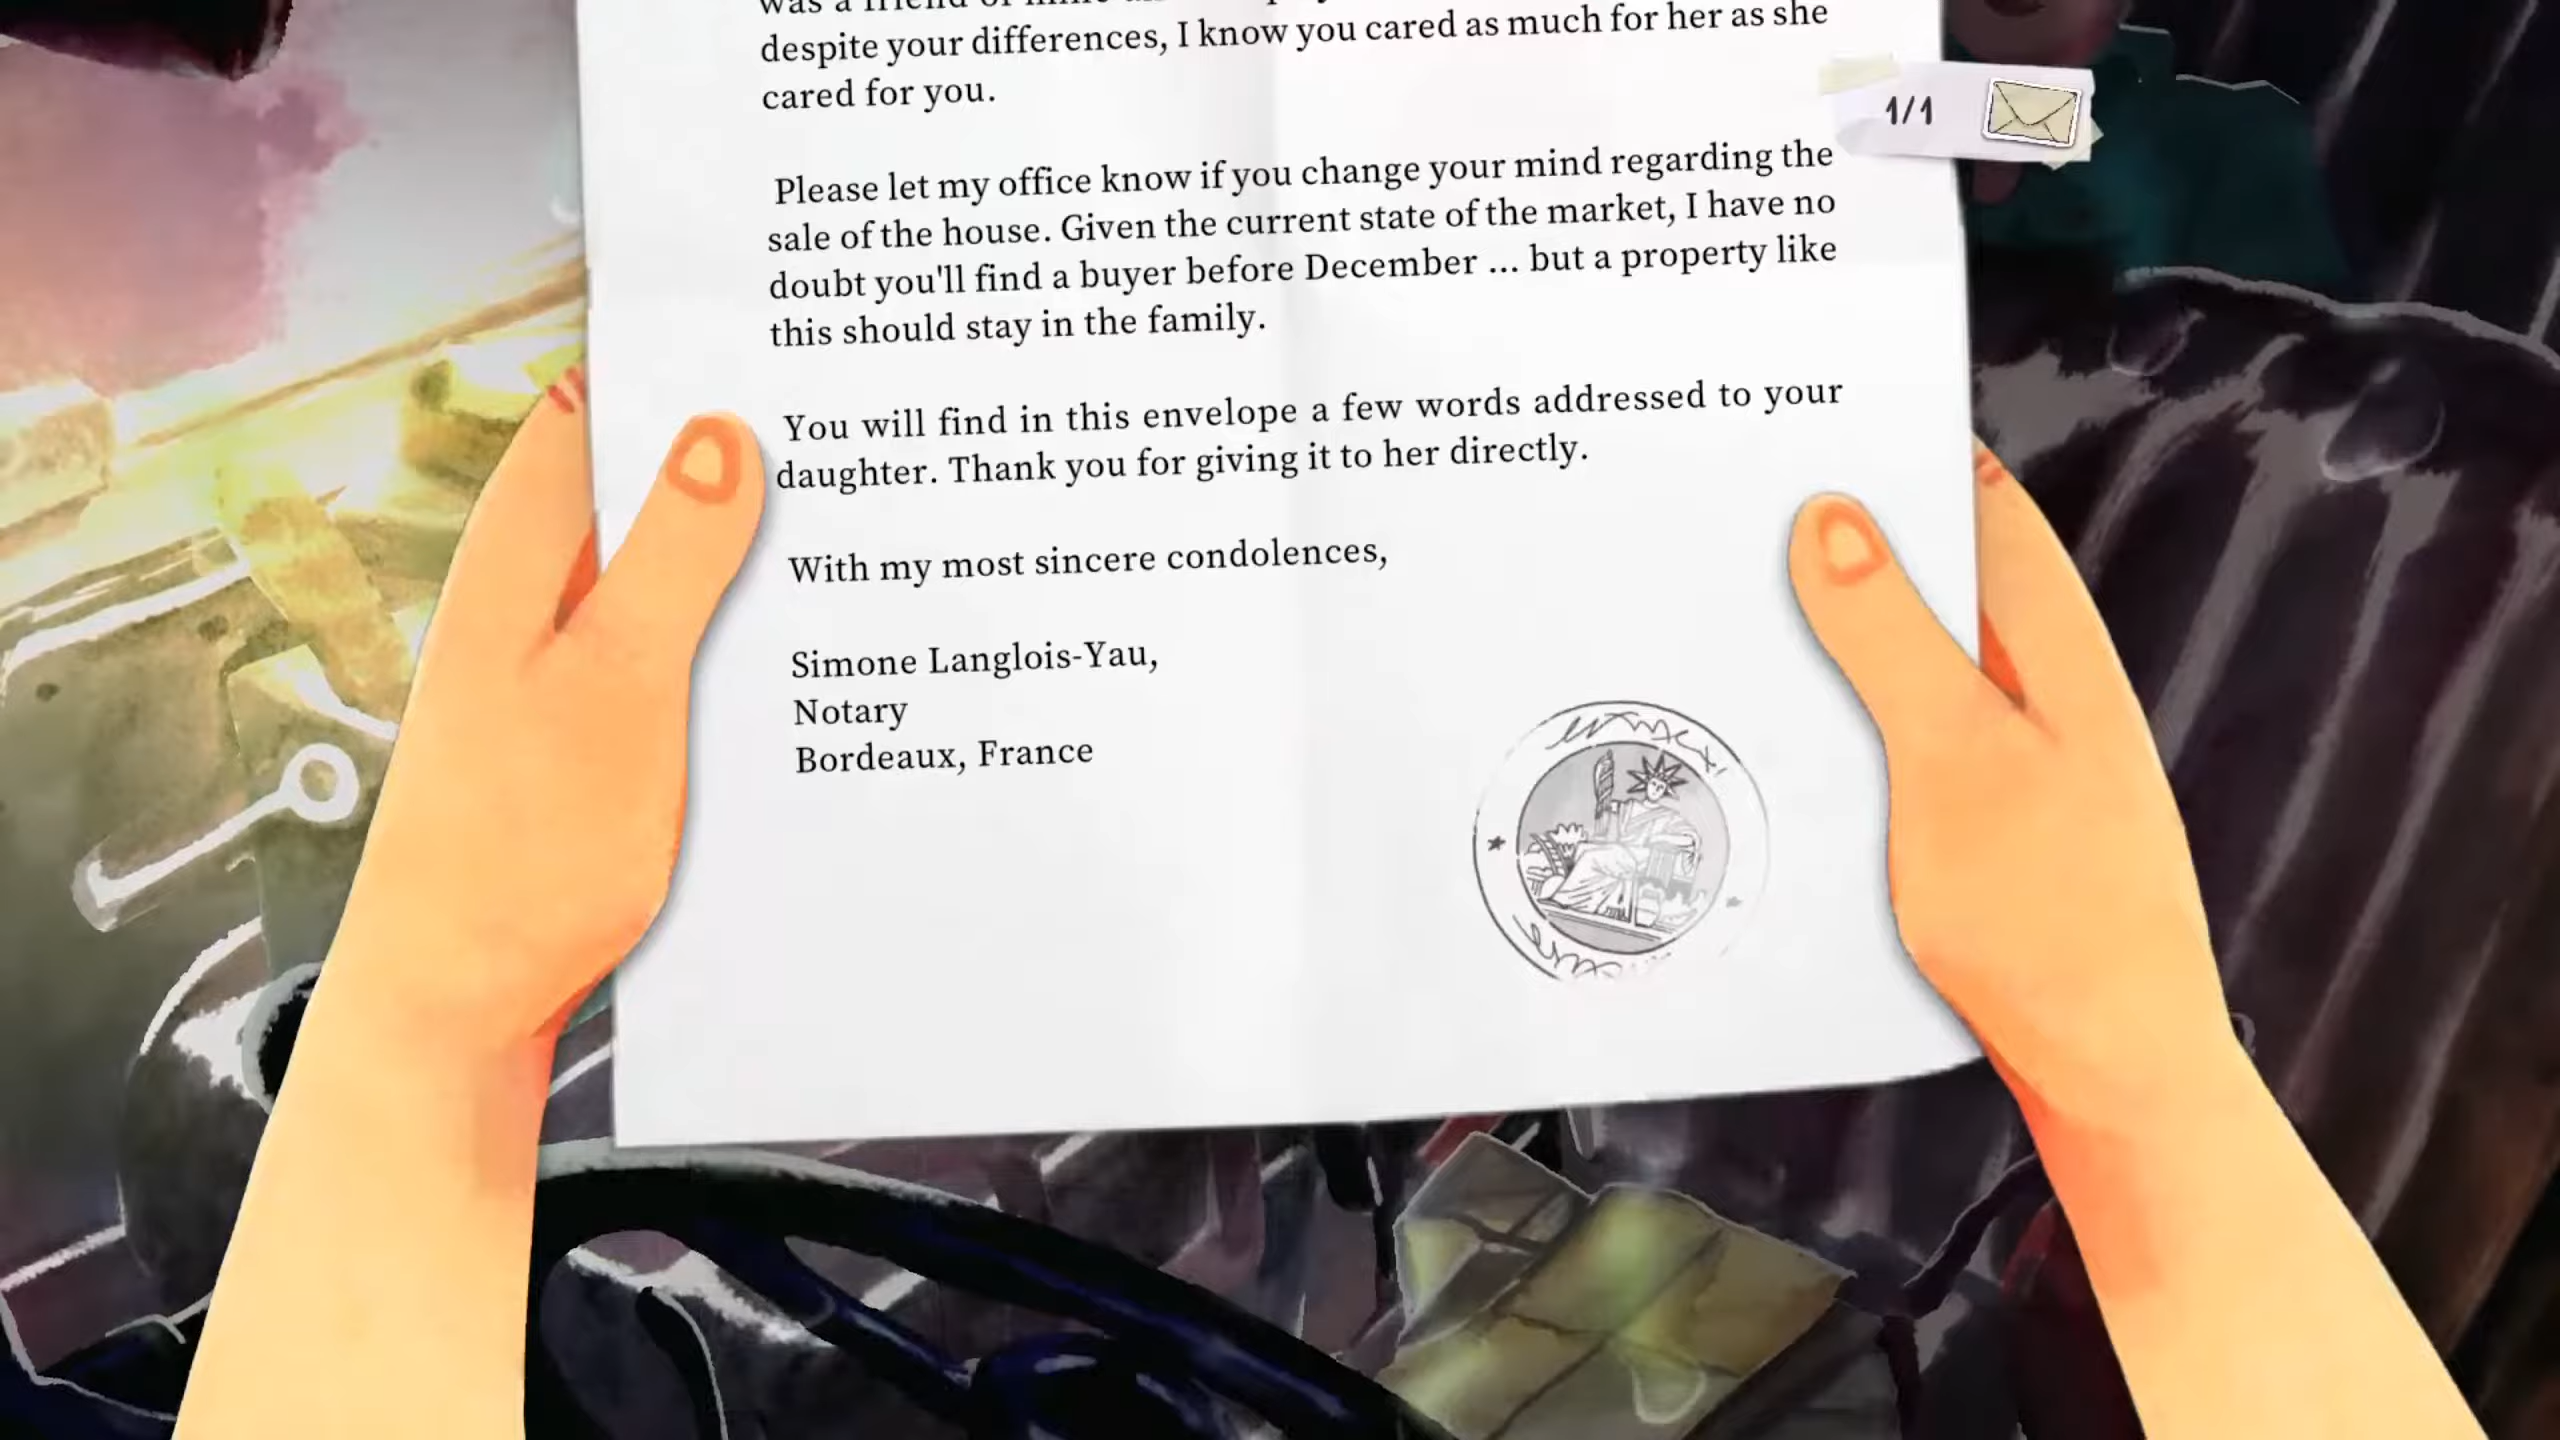 was a friend of mine
despite your differences, I know you cared as much for her as she
cared for you.
1/1
Please let my office know if you change your mind regarding the
sale of the house. Given the current state of the market, I have no
doubt you'll find a buyer before December ... but a property like
this should stay in the family.
You will find in this envelope a few words addressed to your
daughter. Thank you for giving it to her directly.
With my most sincere condolences,
Simone Langlois-Yau,
Notary
Bordeaux, France